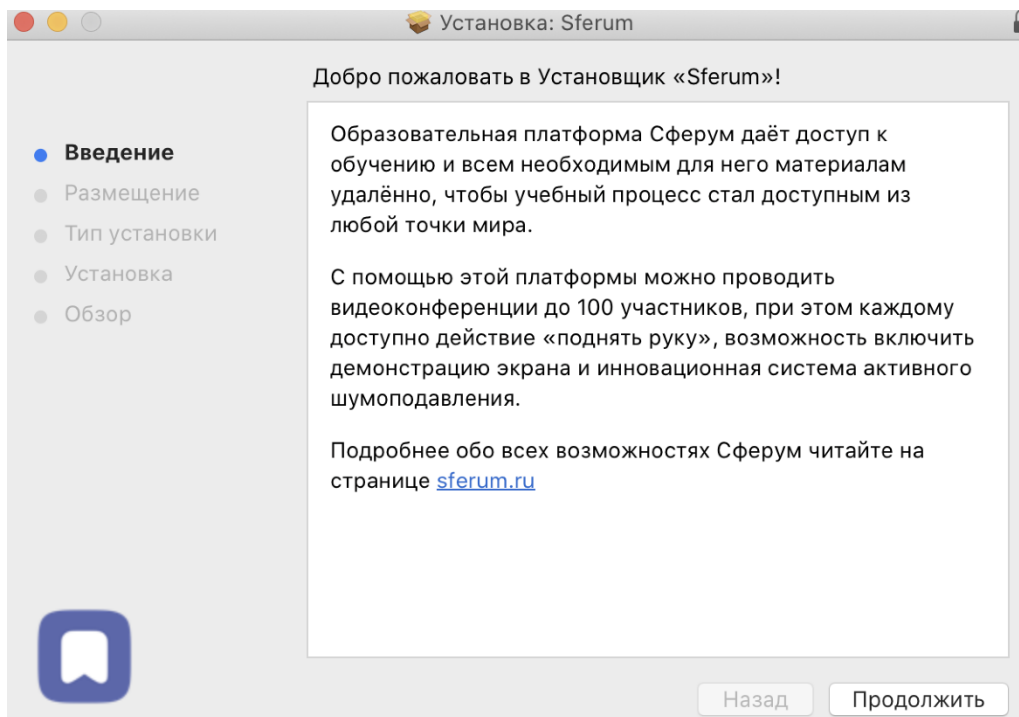 Установка: Sferum
Добро пожаловать в Установщик «Sferum»!
Введение
Размещение
Тип установки
Установка
Обзор
Образовательная платформа Сферум даёт доступ к
обучению и всем необходимым для него материалам
удалённо, чтобы учебный процесс стал доступным из
любой точки мира.
С помощью этой платформы можно проводить
видеоконференции до 100 участников, при этом каждому
доступно действие «поднять руку», возможность включить
демонстрацию экрана и инновационная система активного
шумоподавления.
Подробнее обо всех возможностях Сферум читайте на
странице sferum.ru
Назад
Продолжить